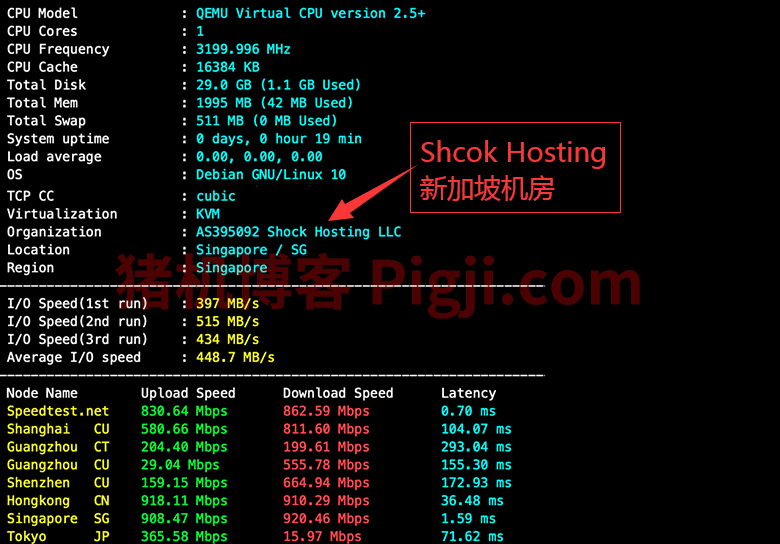 CPU Model : QEMU Virtual CPU version 2.5+
CPU Cores : 1
CPU Frequency : 3199.996 MHz
CPU Cache : 16384 KB
Total Disk : 29.0 GB (1.1 GB Used)
Total Mem : 1995 MB (42 MB Used)
Total Swap : 511 MB (0 MB Used)
System uptime : 0 days, 0 hour 19 min
Load average : 0.00, 0.00, 0.00
OS : Debian GNU/Linux 10
Shcok Hosting
新加坡机房
TCP CC : cubic
Virtualization : KVM
Organization : AS395092 Shock Hosting LLC
Location : Singapore / SG
Region : Singapore
猪机博客 Pigji.com
I/O Speed(1st run) : 397 MB/s
I/O Speed(2nd run) : 515 MB/s
I/O Speed(3rd run) : 434 MB/s
Average I/O speed : 448.7 MB/s
Node Name Upload Speed Download Speed Latency
Speedtest.net 830.64 Mbps 862.59 Mbps 0.70 ms
Shanghai CU 580.66 Mbps 811.60 Mbps 104.07 ms
Guangzhou CT 204.40 Mbps 199.61 Mbps 293.04 ms
Guangzhou CU 29.04 Mbps 555.78 Mbps 155.30 ms
Shenzhen CU 159.15 Mbps 664.94 Mbps 172.93 ms
Hongkong CN 918.11 Mbps 910.29 Mbps 36.48 ms
Singapore SG 908.47 Mbps 920.46 Mbps 1.59 ms
Tokyo JP 365.58 Mbps 15.97 Mbps 71.62 ms